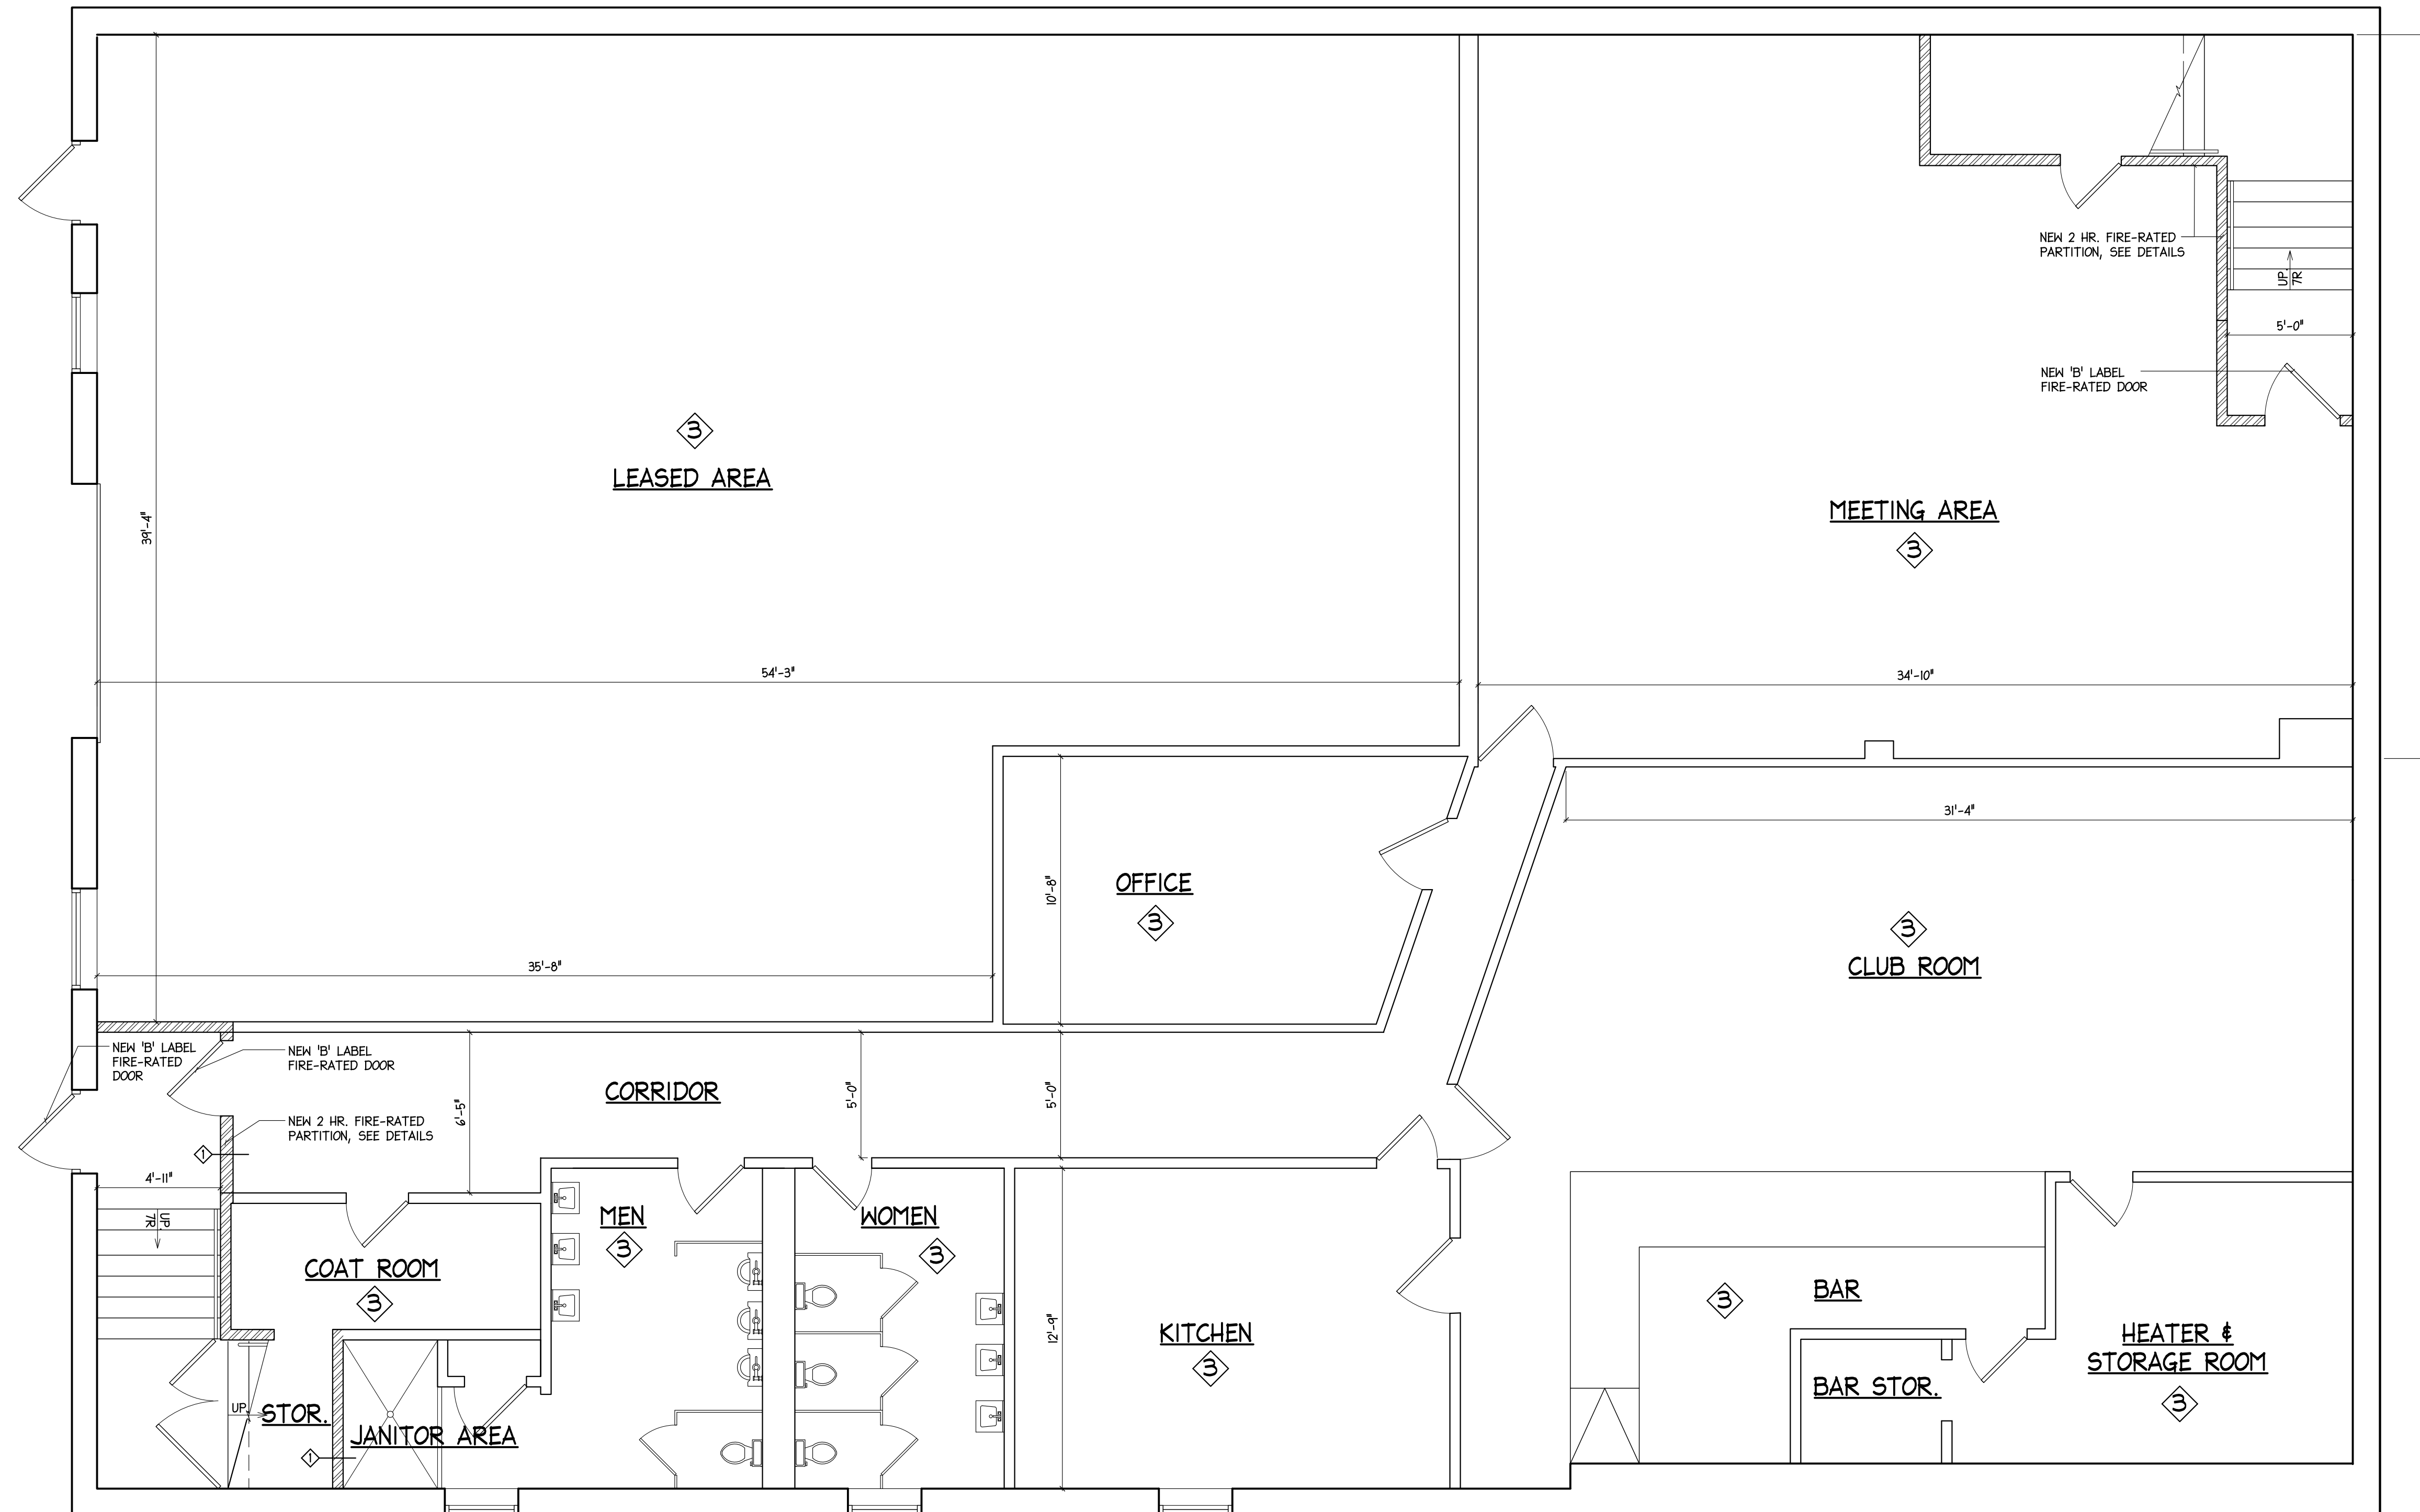 NEW 2 HR. FIRE-RATED
PARTITION, SEE DETAILS
UP.
7R
5'-0"
NEW 'B' LABEL
FIRE-RATED DOOR
3
LEASED AREA
39'-4"
MEETING AREA
3
54'-3"
34'-10"
31'-4"
OFFICE
3
10'-8"
3
CLUB ROOM
35'-8"
NEW 'B' LABEL
FIRE-RATED
DOOR
NEW 'B' LABEL
FIRE-RATED DOOR
CORRIDOR
6'-5"
5'-0"
5'-0"
NEW 2 HR. FIRE-RATED
PARTITION, SEE DETAILS
1
4'-11"
UP.
7R
MEN
3
WOMEN
3
COAT ROOM
3
BAR
3
KITCHEN
3
12'-9"
HEATER &
STORAGE ROOM
3
BAR STOR.
UP.
STOR.
JANITOR AREA
1